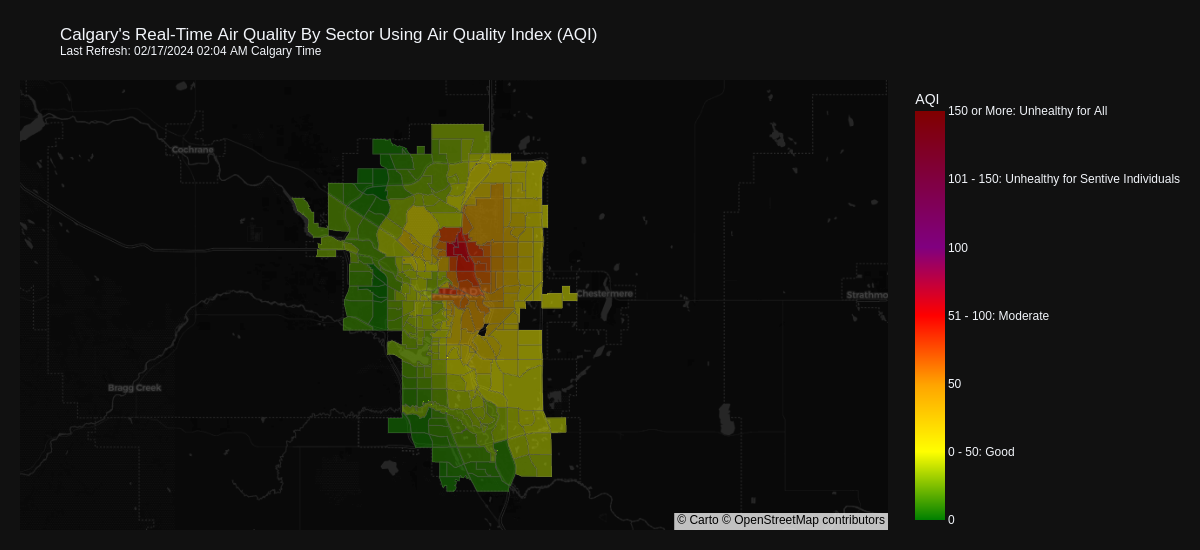 Calgary's Real-Time Air Quality By Sector Using Air Quality Index (AQI)
Last Refresh: 02/17/2024 02:04 AM Calgary Time
AQI
150 or More: Unhealthy for All
Cochrane
101 - 150: Unhealthy for Sentive Individuals
100
CALGARY
Chestermere
Strathmo
51 - 100: Moderate
50
Bragg Creek
0 - 50: Good
0
© Carto © OpenStreetMap contributors